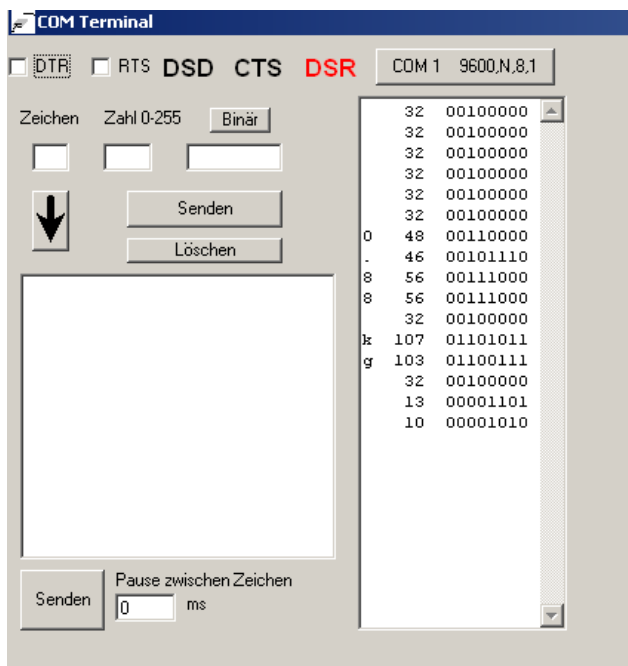 COM Terminal
DTR RTS DSD CTS DSR COM 1 9600,N,8,1
Zeichen Zahl 0-255 Binär
Senden
Löschen
32 00100000
32 00100000
32 00100000
32 00100000
32 00100000
32 00100000
0 48 00110000
. 46 00101110
8 56 00111000
8 56 00111000
32 00100000
k 107 01101011
g 103 01100111
32 00100000
13 00001101
10 00001010
Senden
Pause zwischen Zeichen
0 ms